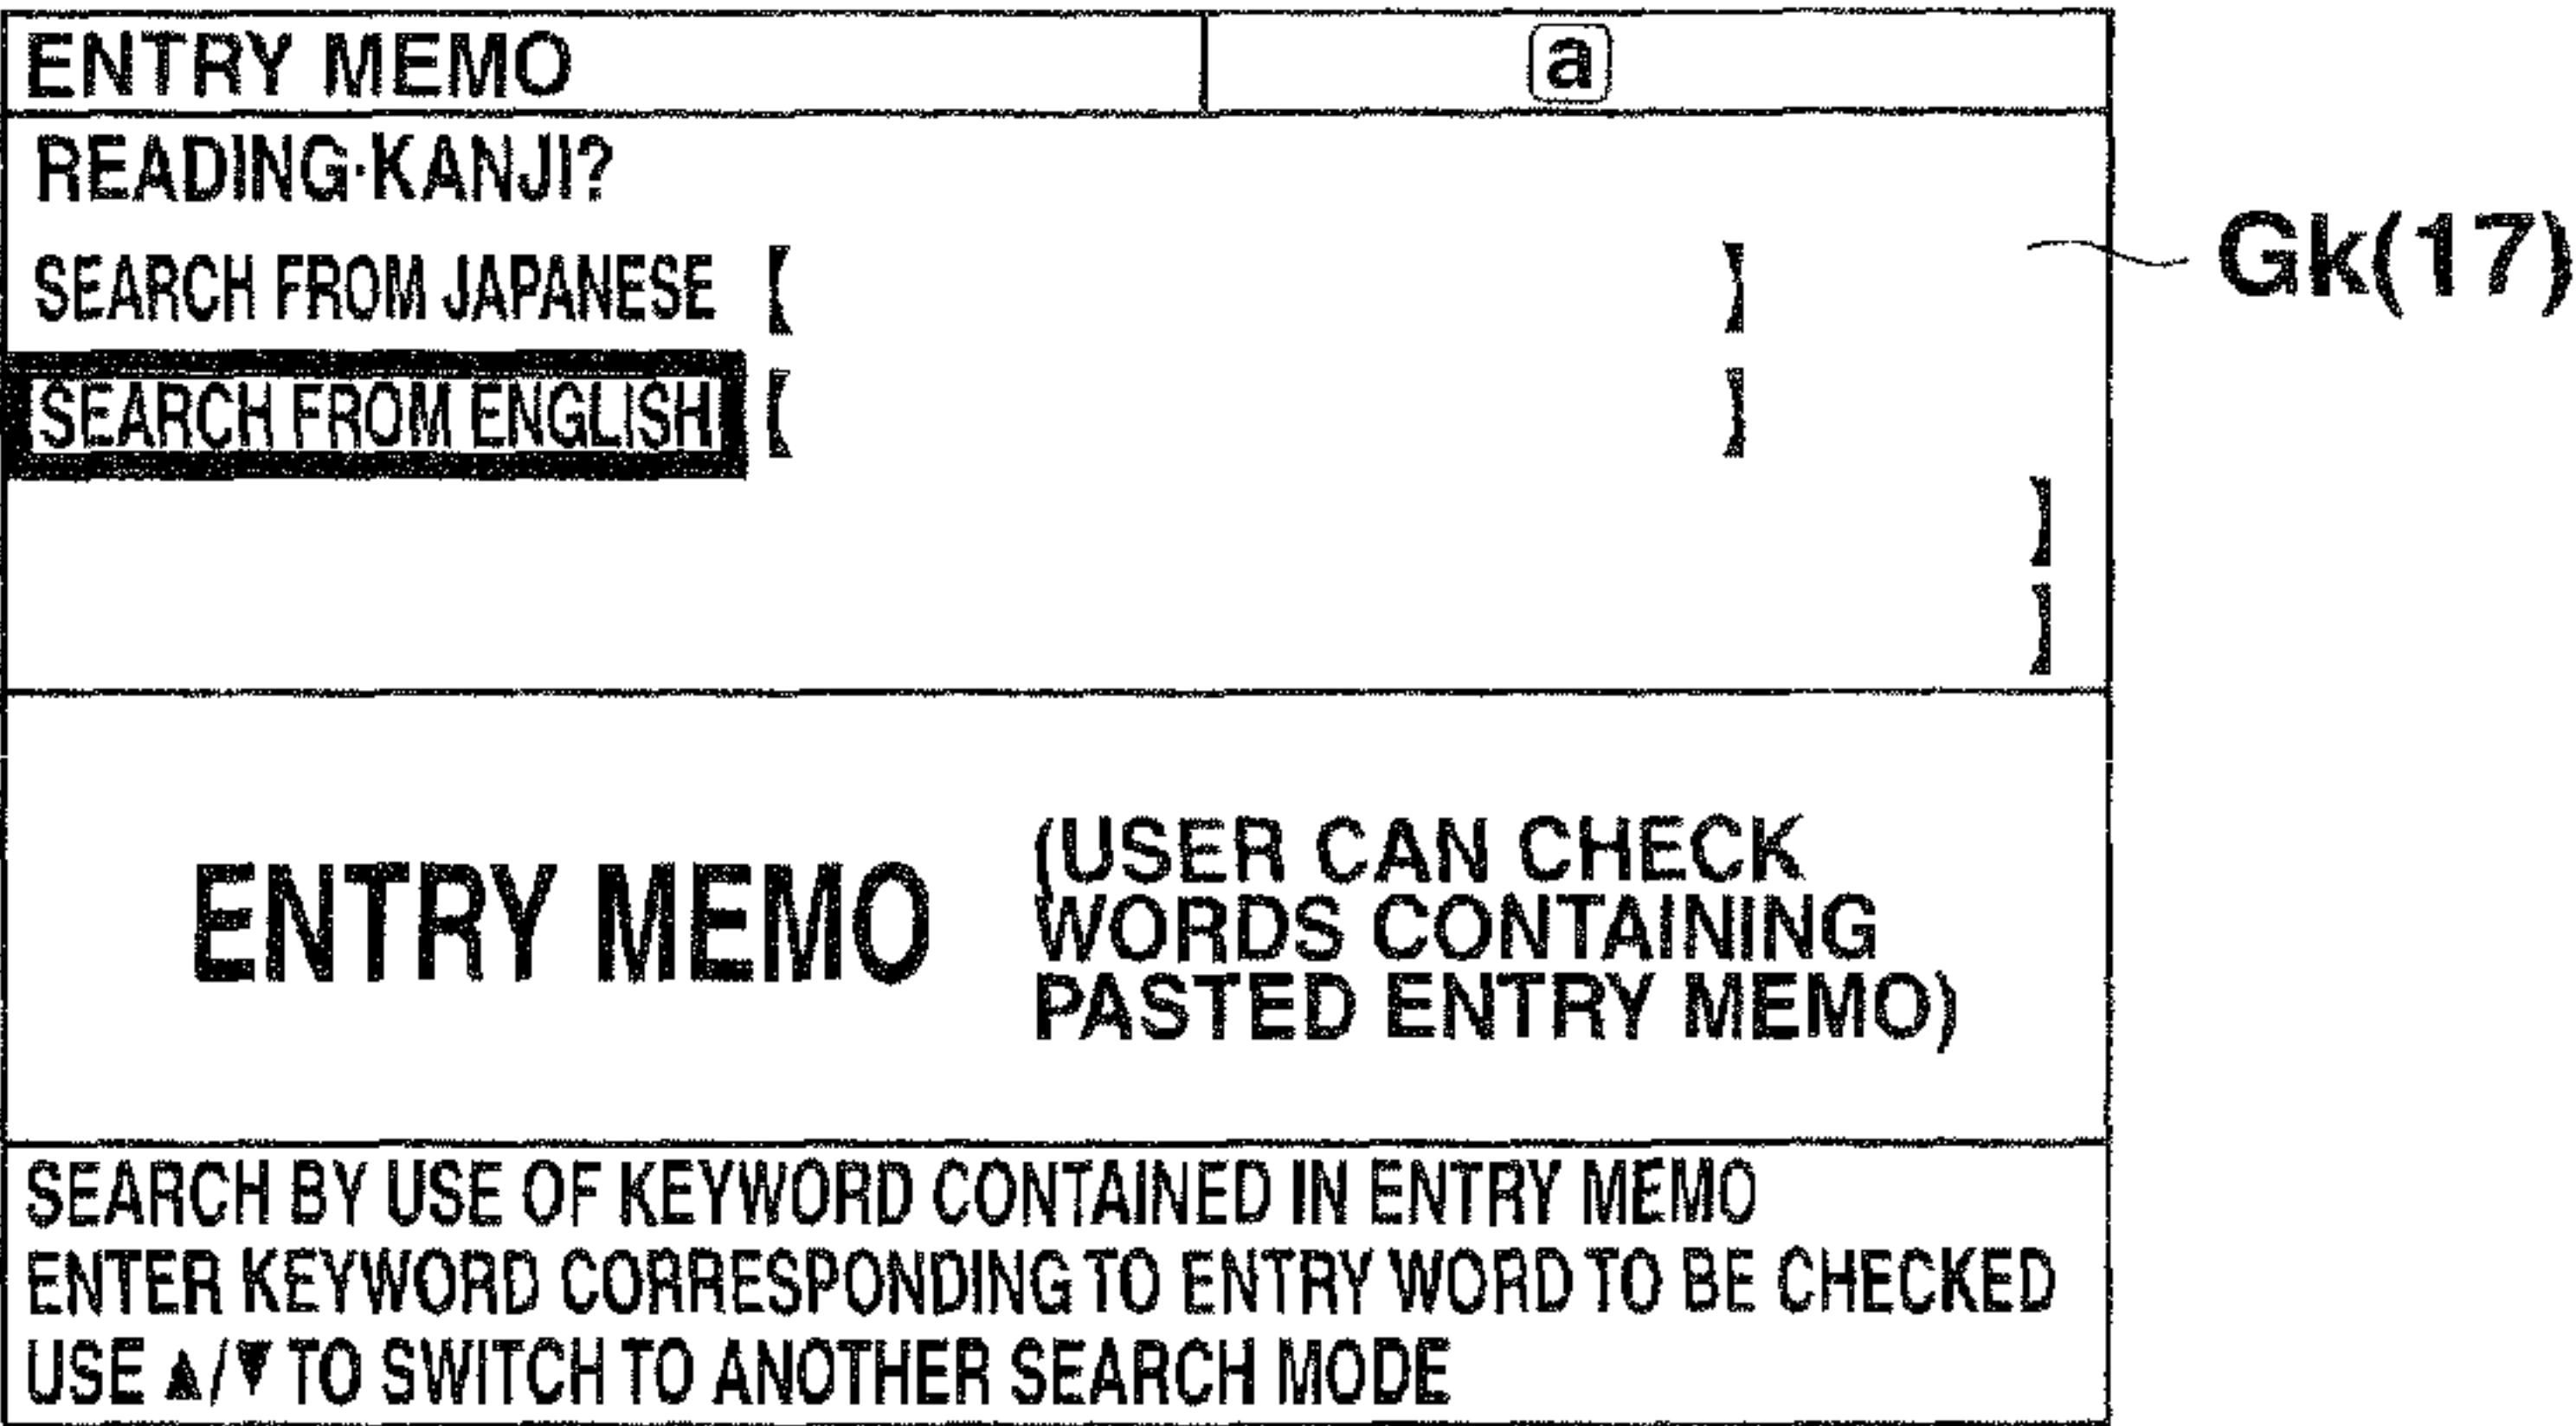 ENTRY MEMO
a
READING·KANJI?
SEARCH FROM JAPANESE 【 】
Gk(17)
SEARCH FROM ENGLISH 【 】
】
】
ENTRY MEMO
(USER CAN CHECK
WORDS CONTAINING
PASTED ENTRY MEMO)
SEARCH BY USE OF KEYWORD CONTAINED IN ENTRY MEMO
ENTER KEYWORD CORRESPONDING TO ENTRY WORD TO BE CHECKED
USE ▲/▼ TO SWITCH TO ANOTHER SEARCH MODE